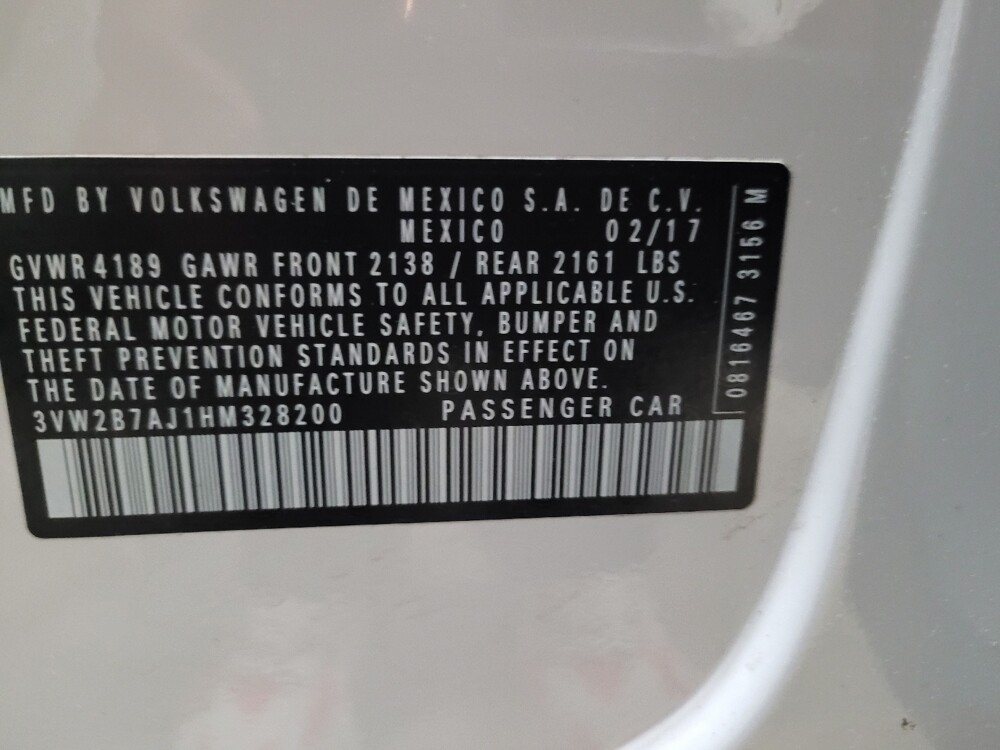 MFD BY VOLKSWAGEN DE MEXICO S.A. DE C.V.
MEXICO 02/17
GVWR 4189 GAWR FRONT 2138 / REAR 2161 LBS
THIS VEHICLE CONFORMS TO ALL APPLICABLE U.S.
FEDERAL MOTOR VEHICLE SAFETY, BUMPER AND
THEFT PREVENTION STANDARDS IN EFFECT ON
THE DATE OF MANUFACTURE SHOWN ABOVE.
3VW2B7AJ1HM328200 PASSENGER CAR
0816467 3156 M